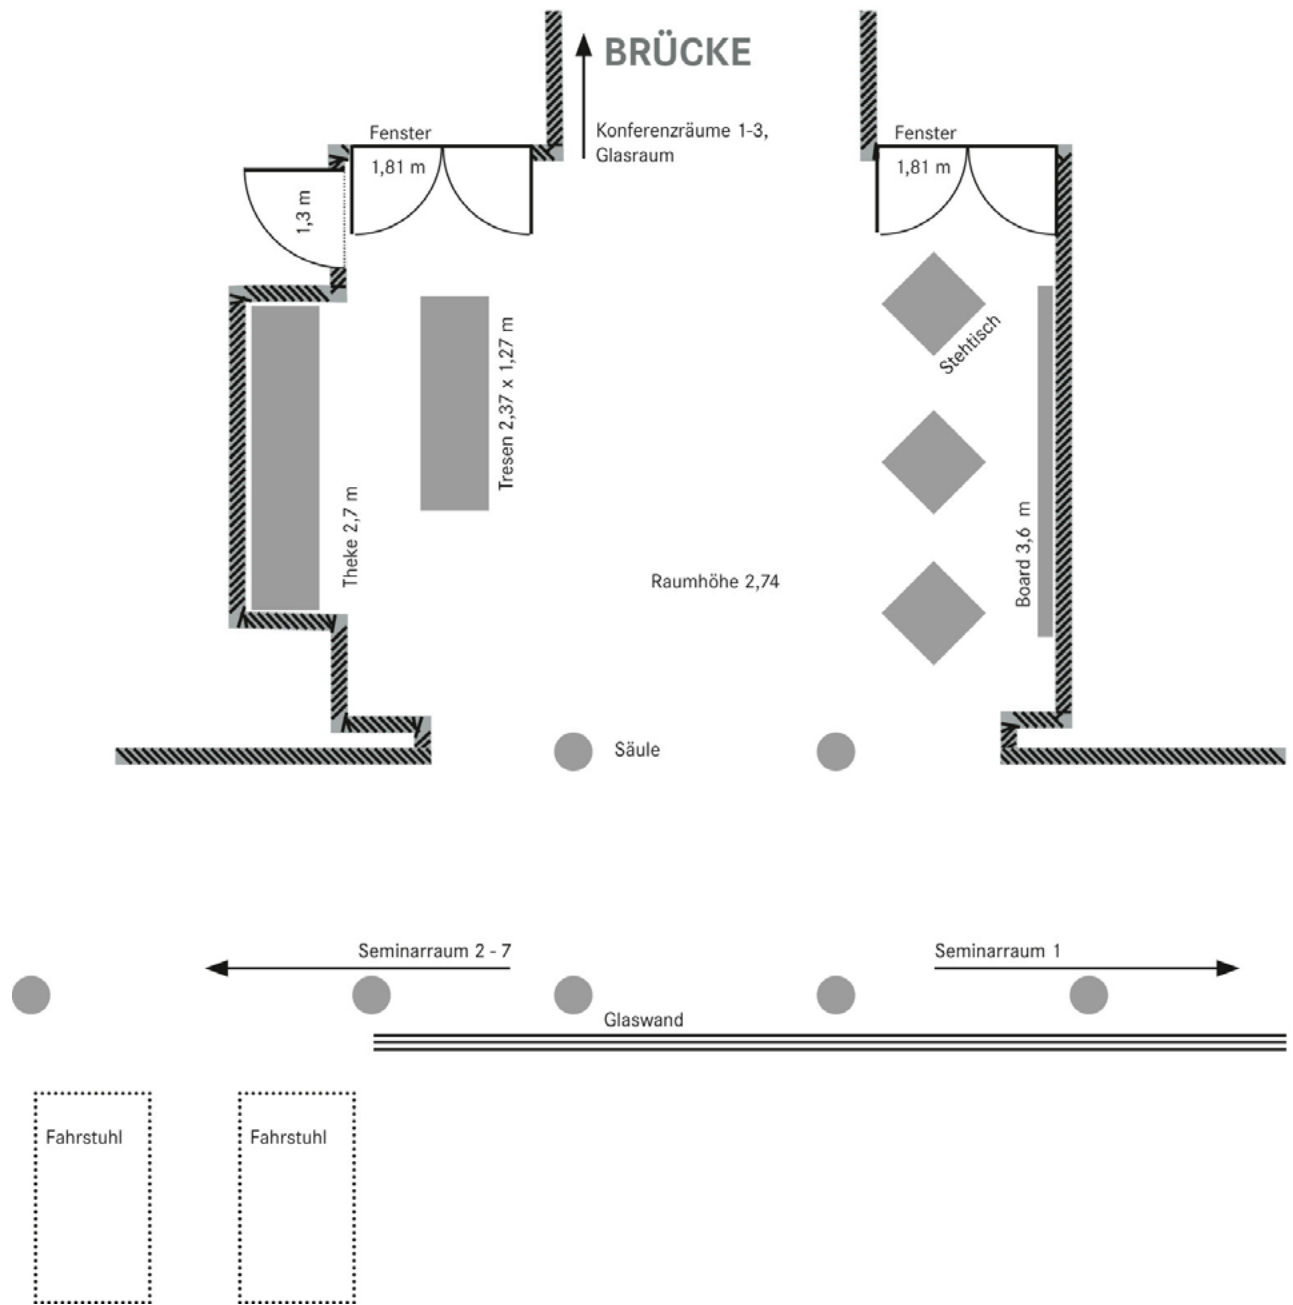 BRÜCKE
Konferenzräume 1-3,
Glasraum
Fenster
1,81 m
Fenster
1,81 m
1,3 m
Tresen 2,37 x 1,27 m
Theke 2,7 m
Stehtisch
Board 3,6 m
Raumhöhe 2,74
Säule
Seminarraum 2 - 7
Seminarraum 1
Glaswand
Fahrstuhl
Fahrstuhl